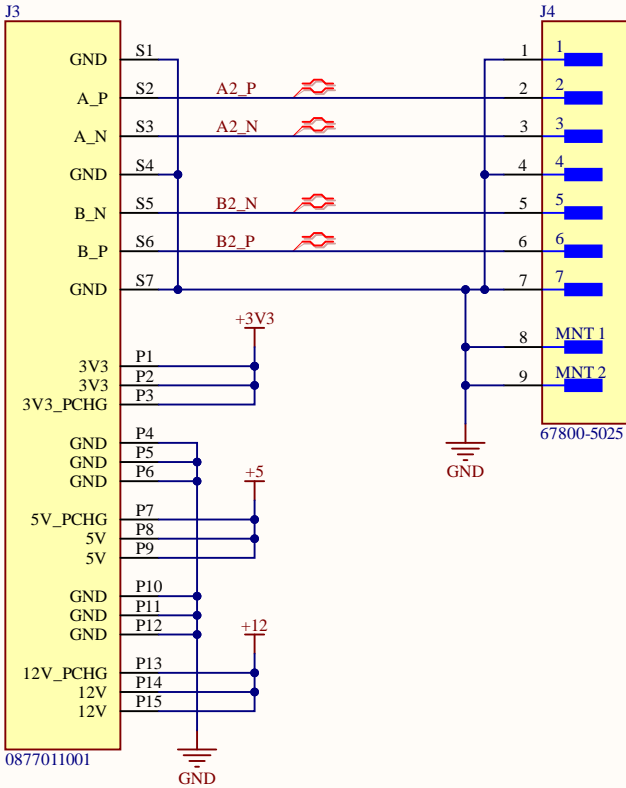 J3
J4
GND S1
1 1
A_P S2 A2_P
2 2
A_N S3 A2_N
3 3
GND S4
4 4
B_N S5 B2_N
5 5
B_P S6 B2_P
6 6
GND S7
7 7
+3V3
8 MNT 1
3V3 P1
3V3 P2
9 MNT 2
3V3_PCHG P3
67800-5025
GND P4
GND P5
GND P6
GND
+5
5V_PCHG P7
5V P8
5V P9
GND P10
GND P11
GND P12
+12
12V_PCHG P13
12V P14
12V P15
0877011001
GND